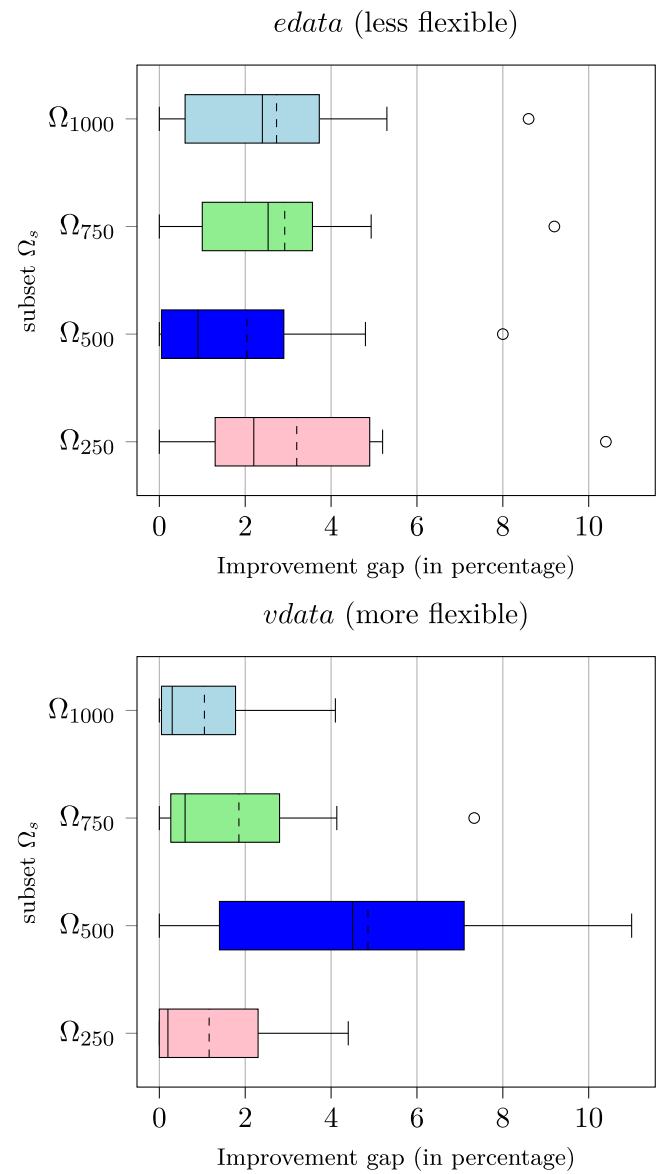 edata (less flexible)
Ω1000
Ω750
Ω500
Ω250
subset Ωs
0 2 4 6 8 10
Improvement gap (in percentage)
vdata (more flexible)
Ω1000
Ω750
Ω500
Ω250
subset Ωs
0 2 4 6 8 10
Improvement gap (in percentage)